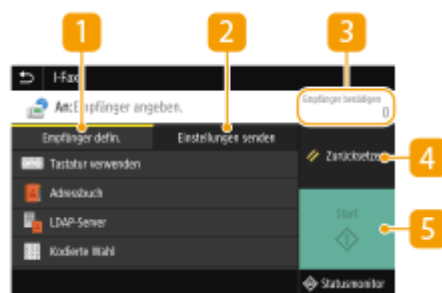 1
2
3
I-Fax
An: Empfänger angeben.
Empfänger bestätigen
0
Empfänger defin.
Einstellungen senden
Tastatur verwenden
Zurücksetzen
4
Adressbuch
LDAP-Server
Start
5
Kodierte Wahl
Statusmonitor